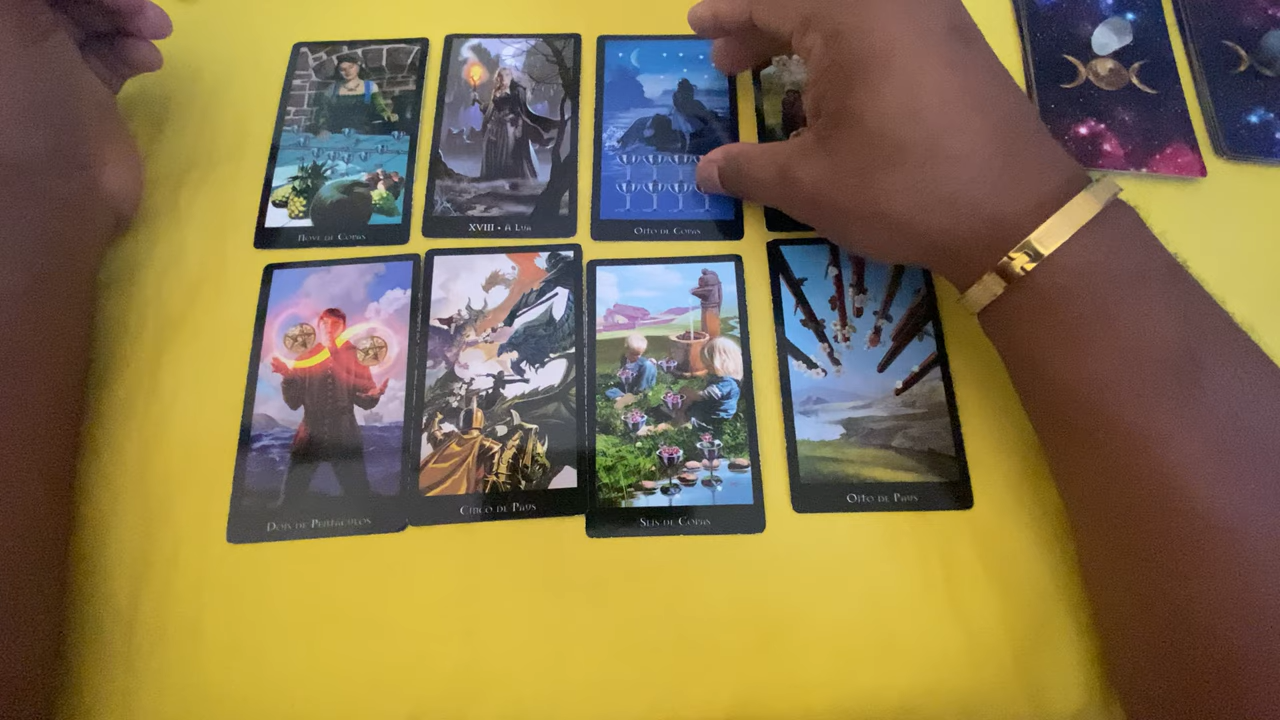 Nove de Copas
XVIII • A Lua
Oito de Copas
Dois de Pentáculos
Cinco de Paus
Seis de Copas
Oito de Paus